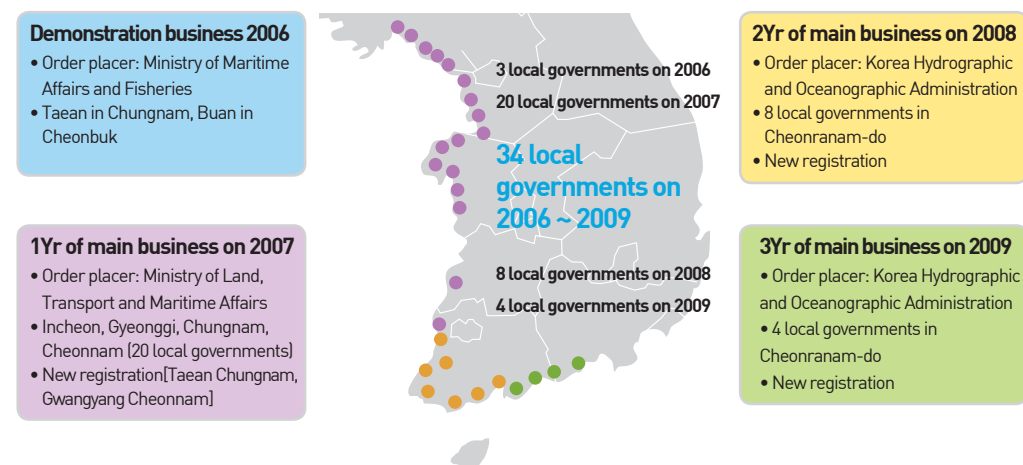 Demonstration business 2006
• Order placer: Ministry of Maritime
Affairs and Fisheries
• Taean in Chungnam, Buan in
Cheonbuk
1Yr of main business on 2007
• Order placer: Ministry of Land,
Transport and Maritime Affairs
• Incheon, Gyeonggi, Chungnam,
Cheonnam (20 local governments)
• New registration[Taean Chungnam,
Gwangyang Cheonnam]
3 local governments on 2006
20 local governments on 2007
34 local
governments on
2006 ~ 2009
8 local governments on 2008
4 local governments on 2009
2Yr of main business on 2008
• Order placer: Korea Hydrographic
and Oceanographic Administration
• 8 local governments in
Cheonranam-do
• New registration
3Yr of main business on 2009
• Order placer: Korea Hydrographic
and Oceanographic Administration
• 4 local governments in
Cheonranam-do
• New registration